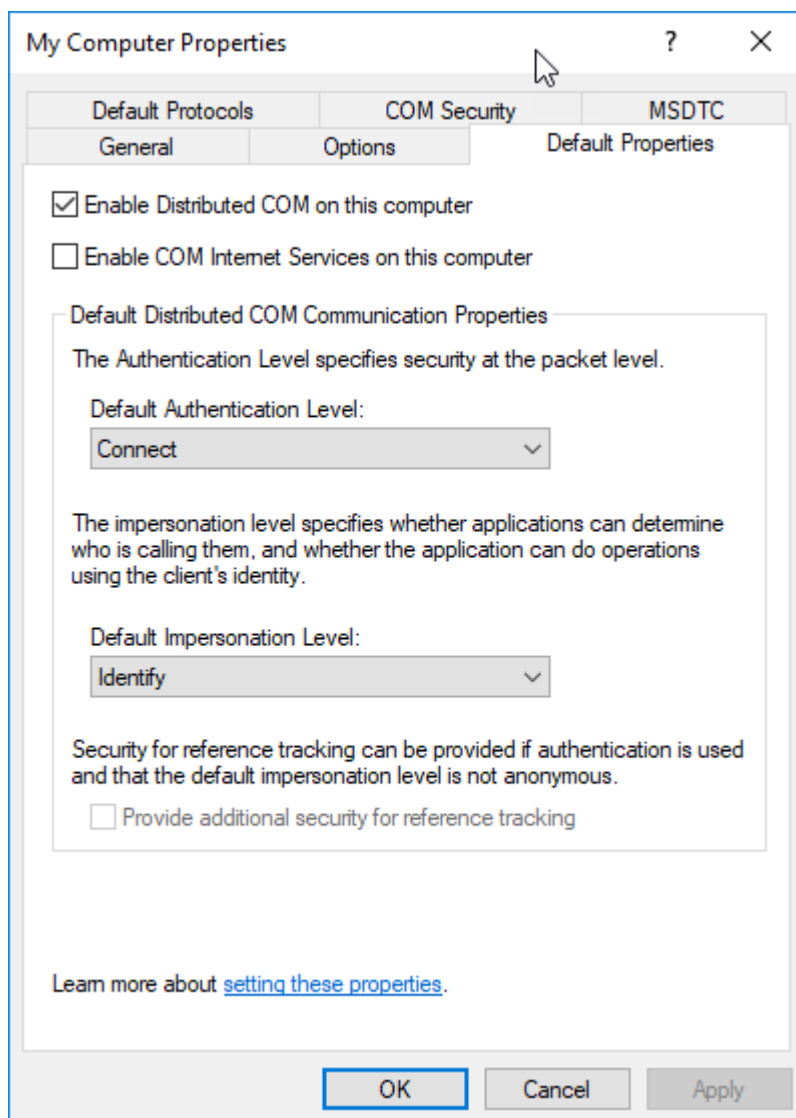 My Computer Properties
?
Default Protocols
COM Security
MSDTC
General
Options
Default Properties
Enable Distributed COM on this computer
Enable COM Internet Services on this computer
Default Distributed COM Communication Properties
The Authentication Level specifies security at the packet level.
Default Authentication Level:
Connect
The impersonation level specifies whether applications can determine
who is calling them, and whether the application can do operations
using the client's identity.
Default Impersonation Level:
Identify
Security for reference tracking can be provided if authentication is used
and that the default impersonation level is not anonymous.
Provide additional security for reference tracking
Learn more about setting these properties.
OK
Cancel
Apply